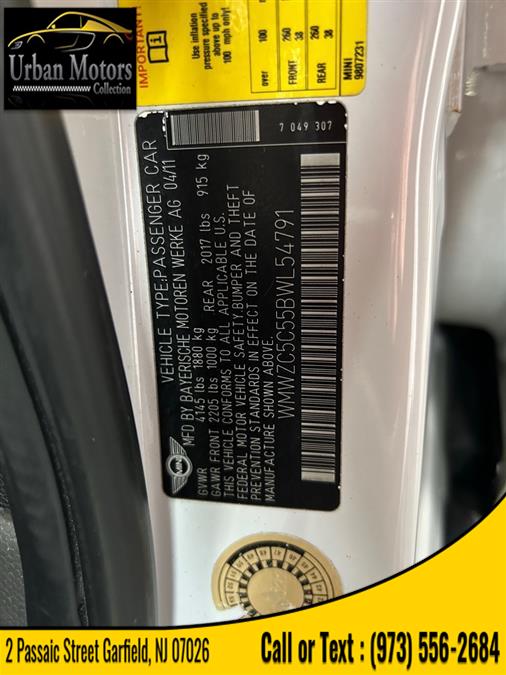 Urban Motors
Collection
IMPORTANT
Use inflation
pressure specified for
100 mph only!
over
100 m
FRONT
260
38
REAR
260
38
MINI
9807231
7 049 307
VEHICLE TYPE:PASSENGER CAR
MFD BY BAYERISCHE MOTOREN WERKE AG 04/11
GVWR 4145 lbs 1880 kg
GAWR FRONT 2205 lbs 1000 kg REAR 2017 lbs 915 kg
THIS VEHICLE CONFORMS TO ALL APPLICABLE U.S.
FEDERAL MOTOR VEHICLE SAFETY,BUMPER AND THEFT
PREVENTION STANDARDS IN EFFECT ON THE DATE OF
MANUFACTURE SHOWN ABOVE.
WMWZC5C55BWL54791
MINI
2 Passaic Street Garfield, NJ 07026
Call or Text : (973) 556-2684